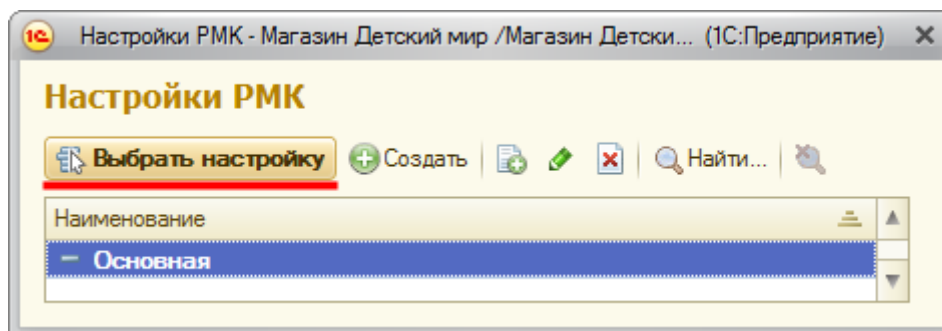 1С Настройки РМК - Магазин Детский мир /Магазин Детски... (1С:Предприятие)
Настройки РМК
Выбрать настройку Создать Найти...
Наименование
Основная